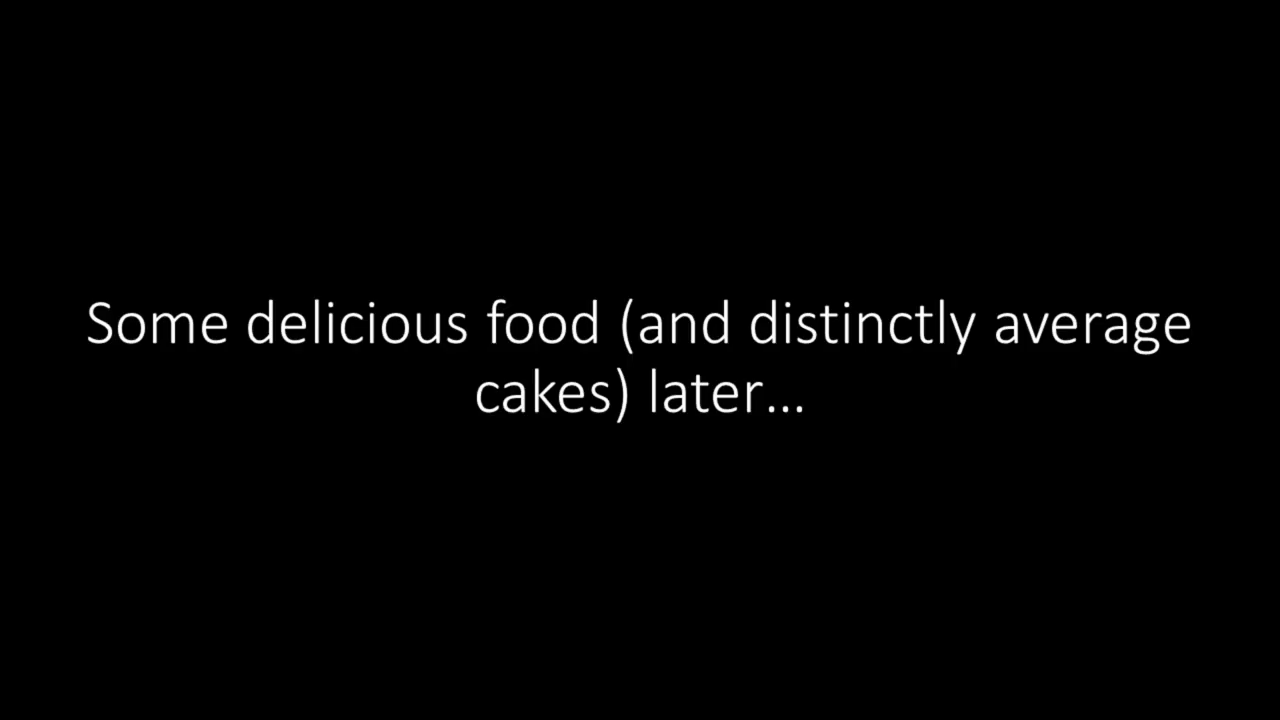 Some delicious food (and distinctly average
cakes) later…